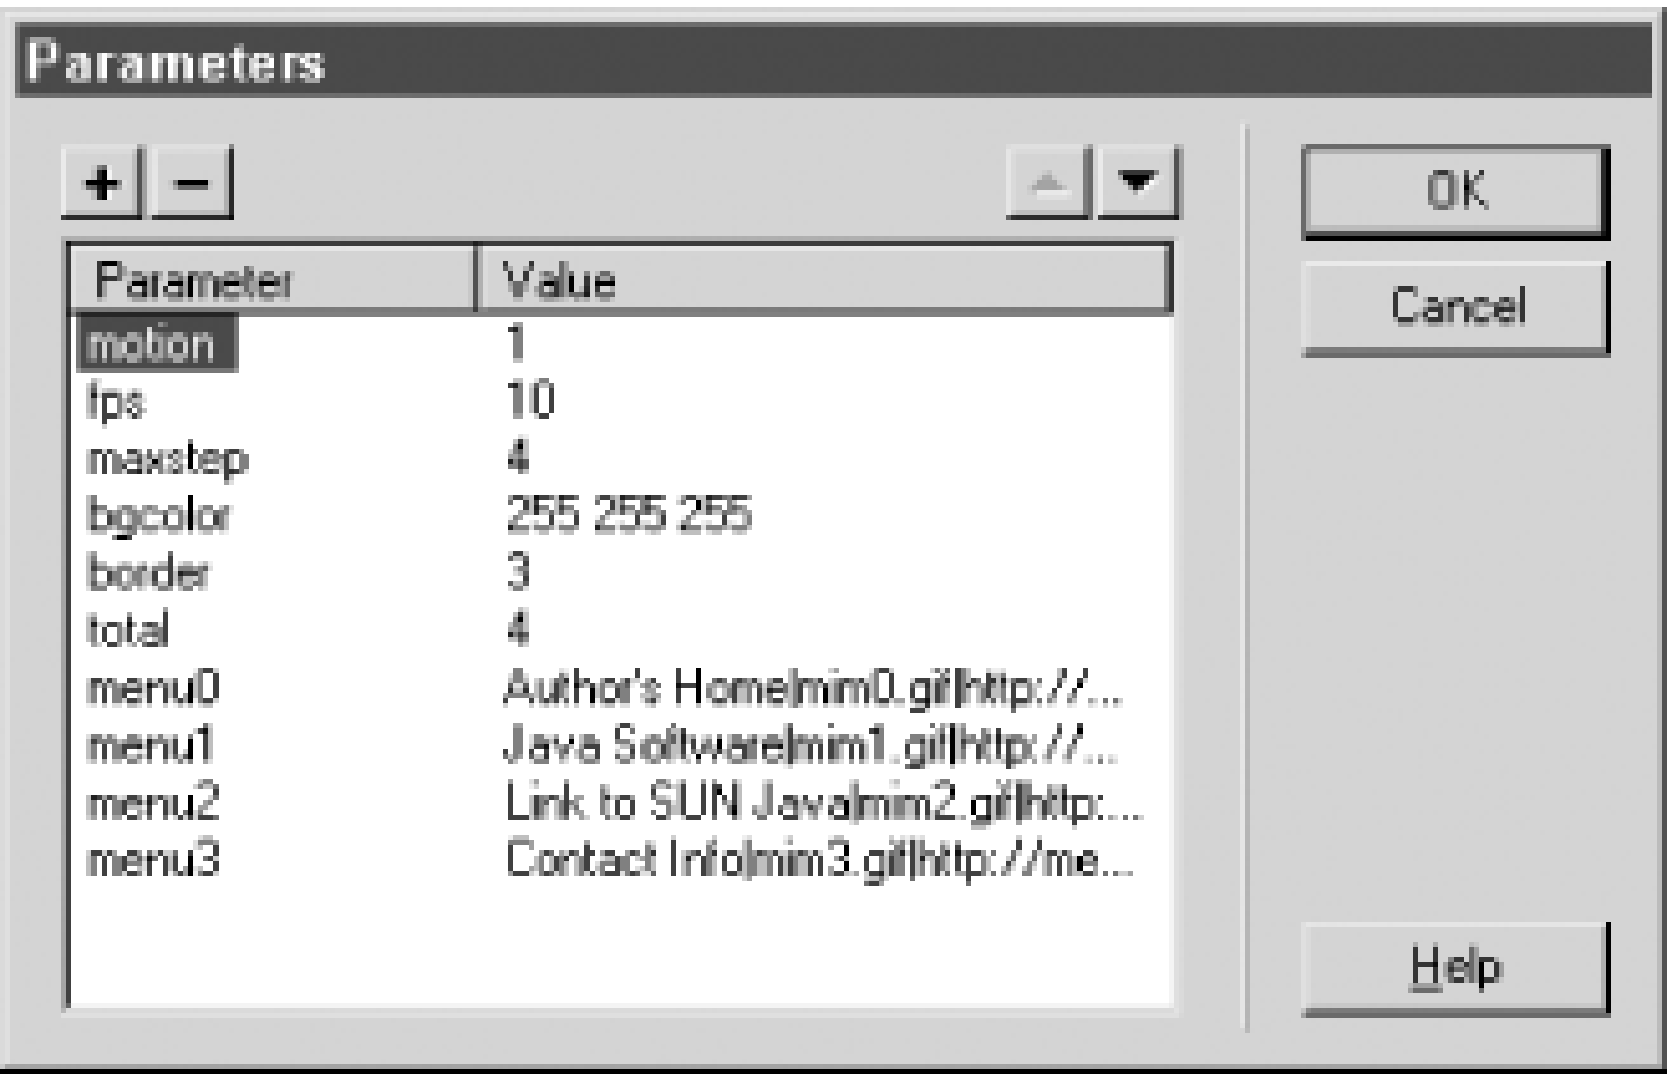 Parameters
+ −
OK
Cancel
Parameter Value
motion 1
fps 10
maxstep 4
bgcolor 255 255 255
border 3
total 4
menu0 Author's Home|mim0.gif|http://...
menu1 Java Software|mim1.gif|http://...
menu2 Link to SUN Java|mim2.gif|http:...
menu3 Contact Info|mim3.gif|http://me...
Help